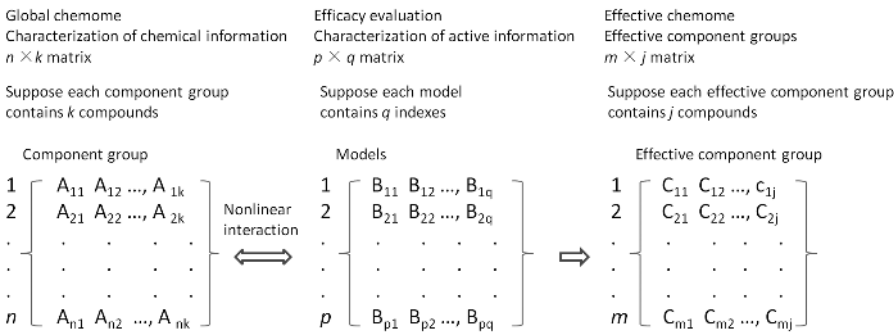 Global chemome
Characterization of chemical information
n × k matrix
Suppose each component group
contains k compounds
Component group
1 A11 A12 ..., A 1k
2 A21 A22 ..., A 2k
. . . . .
. . . . .
. . . . .
n An1 An2 ..., A nk
Nonlinear
interaction
Efficacy evaluation
Characterization of active information
p × q matrix
Suppose each model
contains q indexes
Models
1 B11 B12 ..., B1q
2 B21 B22 ..., B2q
. . . . .
. . . . .
. . . . .
p Bp1 Bp2 ..., Bpq
Effective chemome
Effective component groups
m × j matrix
Suppose each effective component group
contains j compounds
Effective component group
1 C11 C12 ..., c1j
2 C21 C22 ..., C2j
. . . . .
. . . . .
. . . . .
m Cm1 Cm2 ..., Cmj